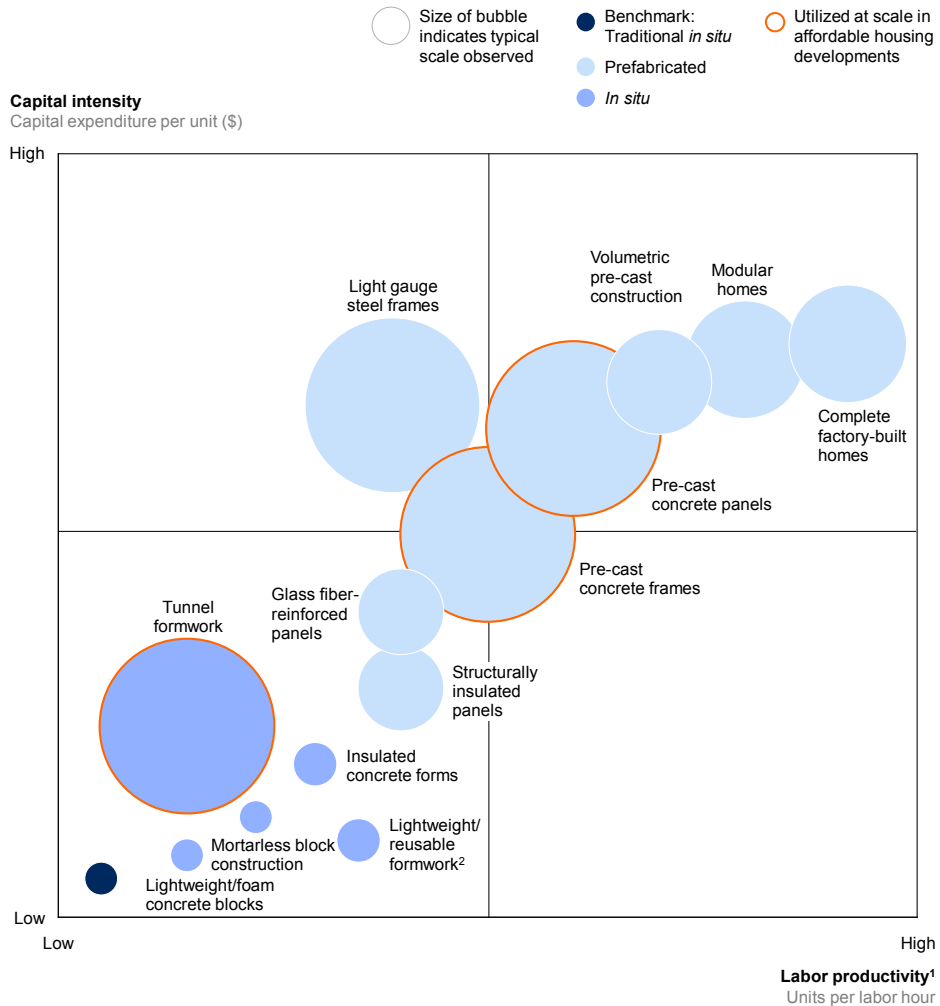 Size of bubble
indicates typical
scale observed
Benchmark:
Traditional in situ
Prefabricated
In situ
Utilized at scale in
affordable housing
developments
Capital intensity
Capital expenditure per unit ($)
High
Volumetric
pre-cast
construction
Modular
homes
Light gauge
steel frames
Complete
factory-built
homes
Pre-cast
concrete panels
Pre-cast
concrete frames
Glass fiber-
reinforced
panels
Tunnel
formwork
Structurally
insulated
panels
Insulated
concrete forms
Lightweight/
reusable
formwork²
Mortarless block
construction
Lightweight/foam
concrete blocks
Low
Low
High
Labor productivity¹
Units per labor hour